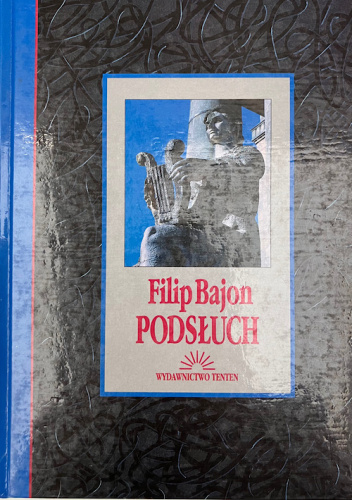 Filip Bajon
PODSŁUCH
WYDAWNICTWO TENTEN